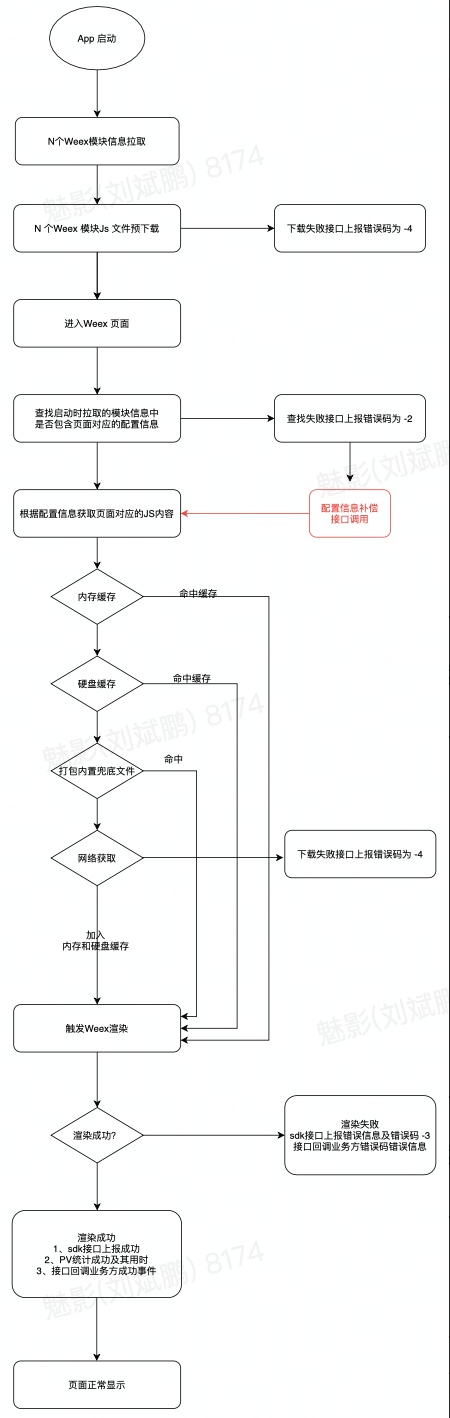 App 启动
N个Weex模块信息拉取
魅影(刘斌鹏) 8174
N 个Weex 模块Js 文件预下载
下载失败接口上报错误码为 -4
进入Weex 页面
查找启动时拉取的模块信息中
是否包含页面对应的配置信息
查找失败接口上报错误码为 -2
魅影(刘斌鹏)
根据配置信息获取页面对应的JS内容
配置信息补偿
接口调用
内存缓存
命中缓存
硬盘缓存
命中缓存
魅影(刘斌鹏) 8174
打包内置兜底文件
命中
网络获取
下载失败接口上报错误码为 -4
加入
内存和硬盘缓存
触发Weex渲染
魅影(刘斌鹏)
渲染成功?
渲染失败
sdk接口上报错误信息及错误码 -3
接口回调业务方错误码错误信息
渲染成功
1、sdk接口上报成功
2、PV统计成功及其用时
3、接口回调业务方成功事件
魅影(刘斌鹏) 8174
页面正常显示